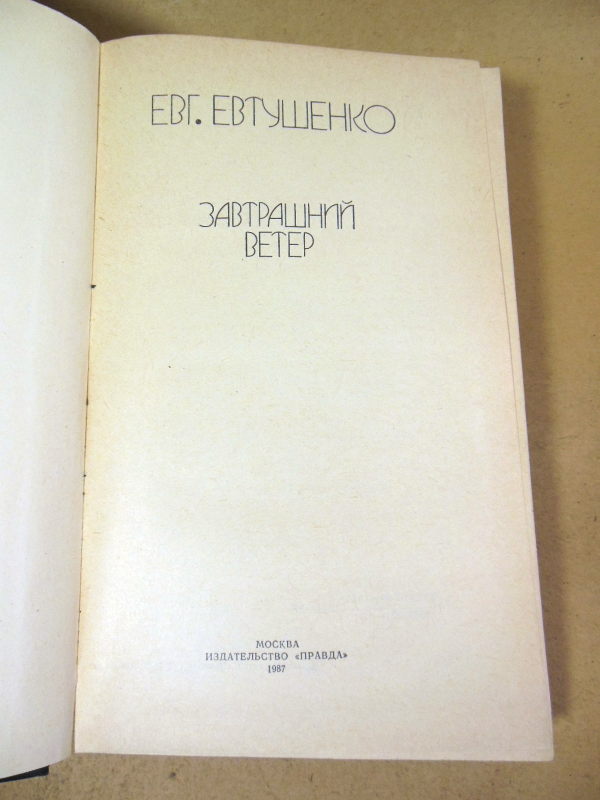 ЕВГ. ЕВТУШЕНКО
ЗАВТРАШНИЙ
ВЕТЕР
МОСКВА
ИЗДАТЕЛЬСТВО «ПРАВДА»
1987